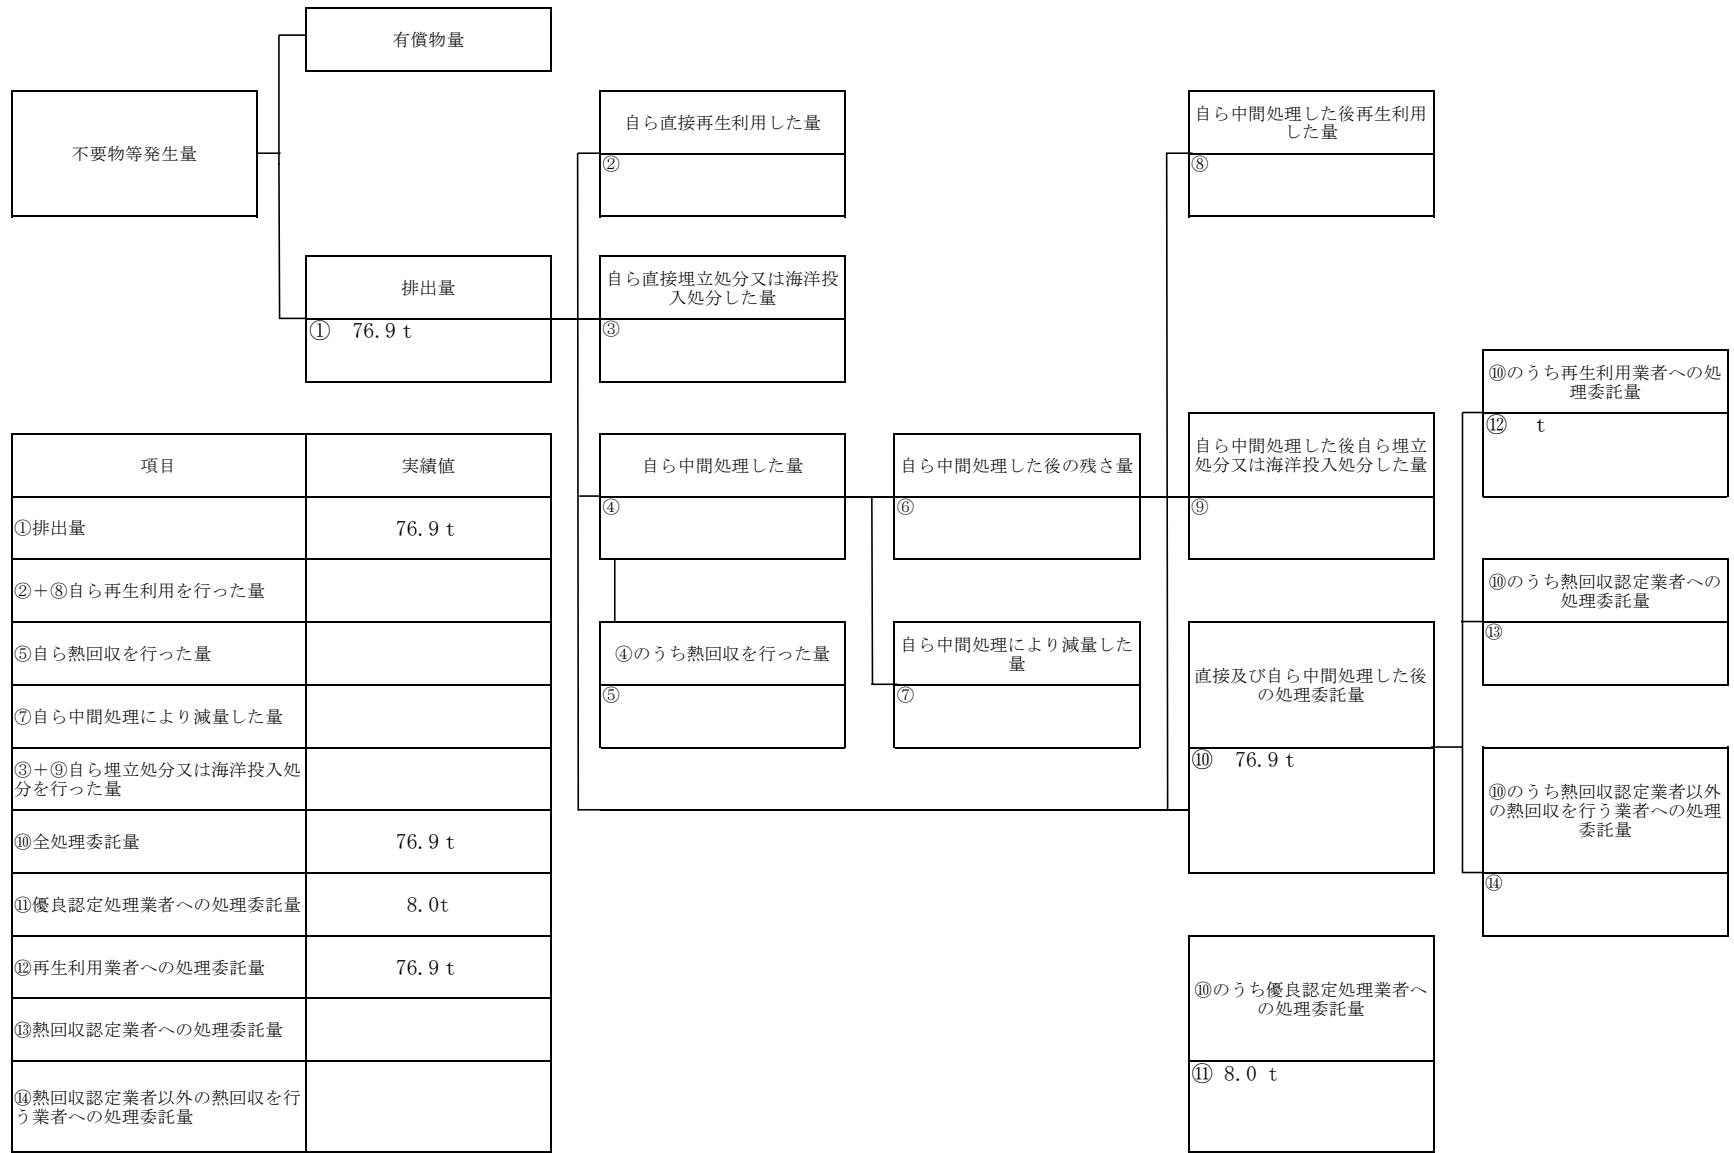 有償物量
不要物等発生量
自ら直接再生利用した量
②
自ら中間処理した後再生利用
した量
⑧
排出量
① 76.9 t
自ら直接埋立処分又は海洋投
入処分した量
③
⑩のうち再生利用業者への処
理委託量
⑫ t
自ら中間処理した量
④
自ら中間処理した後の残さ量
⑥
自ら中間処理した後自ら埋立
処分又は海洋投入処分した量
⑨
⑩のうち熱回収認定業者への
処理委託量
⑬
④のうち熱回収を行った量
⑤
自ら中間処理により減量した
量
⑦
直接及び自ら中間処理した後
の処理委託量
⑩ 76.9 t
⑩のうち熱回収認定業者以外
の熱回収を行う業者への処理
委託量
⑭
⑩のうち優良認定処理業者へ
の処理委託量
⑪ 8.0 t
項目 実績値
①排出量 76.9 t
②＋⑧自ら再生利用を行った量
⑤自ら熱回収を行った量
⑦自ら中間処理により減量した量
③＋⑨自ら埋立処分又は海洋投入処
分を行った量
⑩全処理委託量 76.9 t
⑪優良認定処理業者への処理委託量 8.0t
⑫再生利用業者への処理委託量 76.9 t
⑬熱回収認定業者への処理委託量
⑭熱回収認定業者以外の熱回収を行
う業者への処理委託量